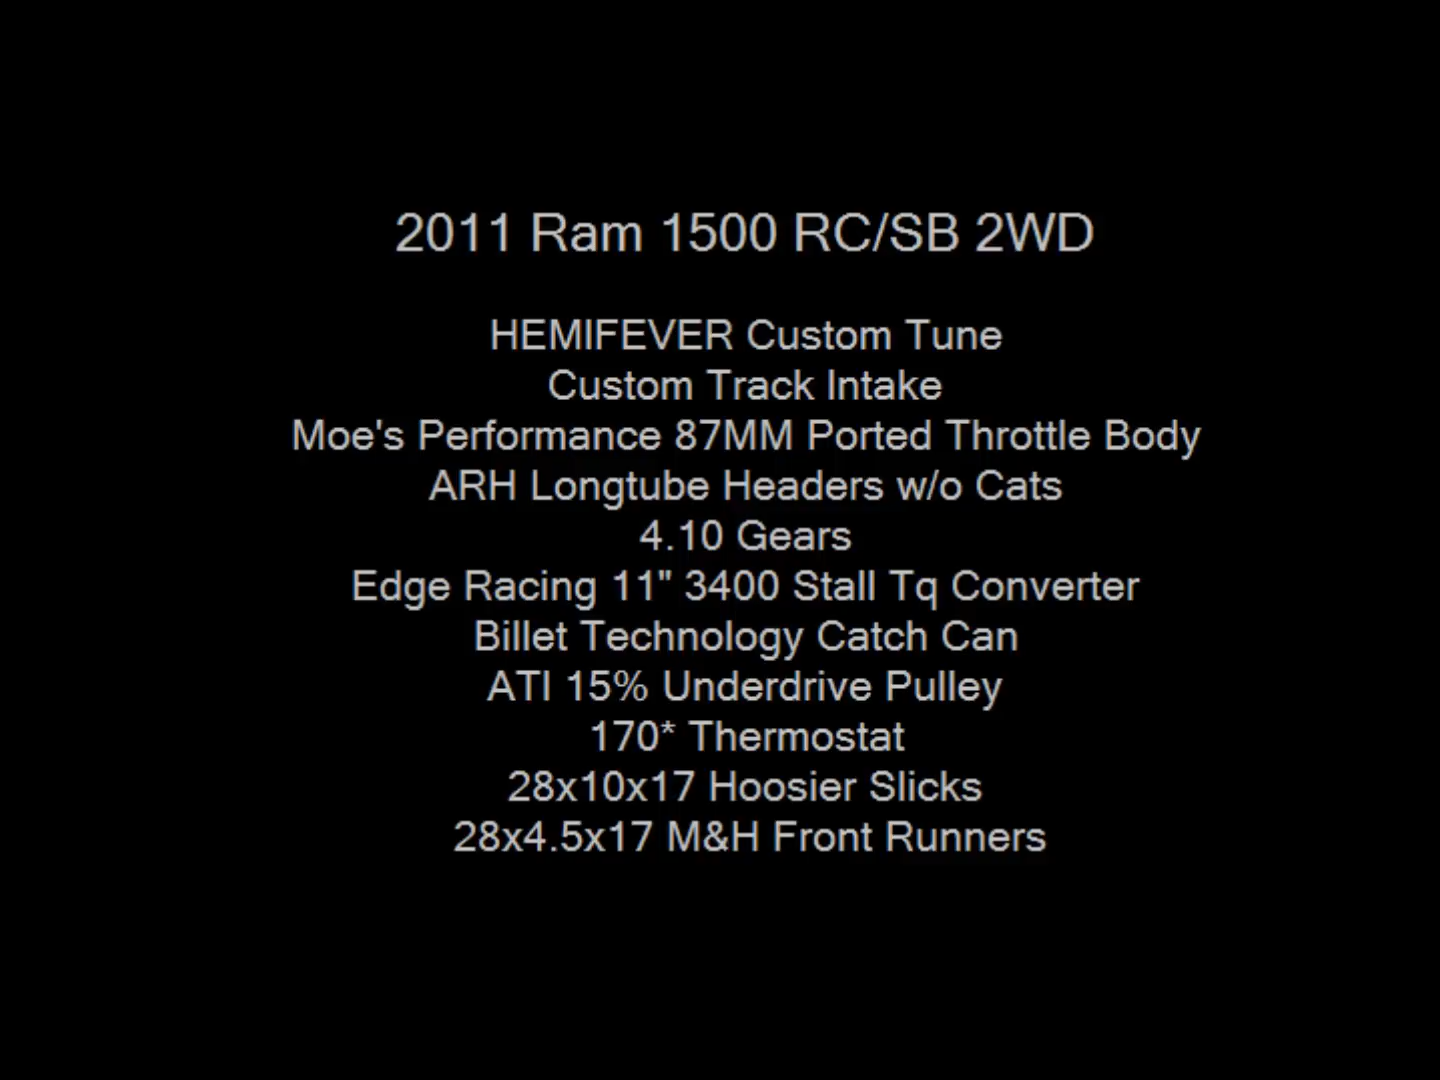 2011 Ram 1500 RC/SB 2WD
HEMIFEVER Custom Tune
Custom Track Intake
Moe's Performance 87MM Ported Throttle Body
ARH Longtube Headers w/o Cats
4.10 Gears
Edge Racing 11" 3400 Stall Tq Converter
Billet Technology Catch Can
ATI 15% Underdrive Pulley
170* Thermostat
28x10x17 Hoosier Slicks
28x4.5x17 M&H Front Runners